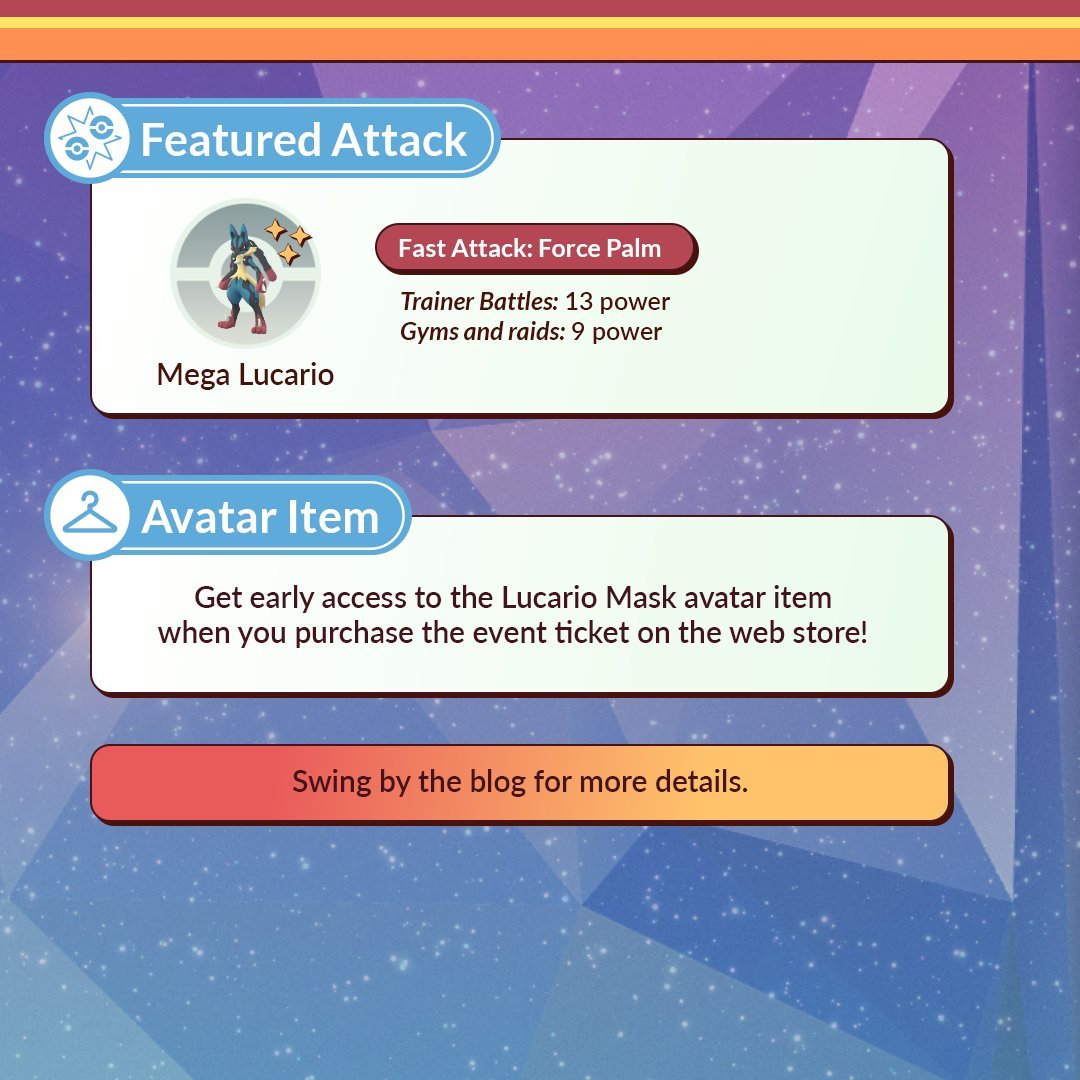 Featured Attack
Fast Attack: Force Palm
Trainer Battles: 13 power
Gyms and raids: 9 power
Mega Lucario
Avatar Item
Get early access to the Lucario Mask avatar item
when you purchase the event ticket on the web store!
Swing by the blog for more details.